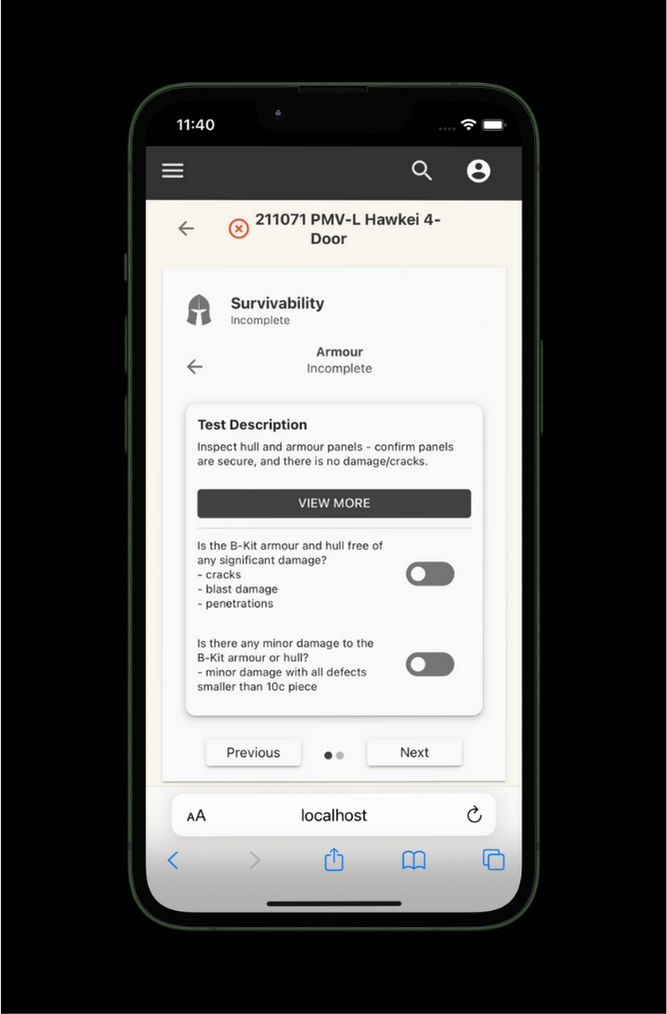 11:40
211071 PMV-L Hawkei 4-
Door
Survivability
Incomplete
Armour
Incomplete
Test Description
Inspect hull and armour panels - confirm panels
are secure, and there is no damage/cracks.
VIEW MORE
Is the B-Kit armour and hull free of
any significant damage?
- cracks
- blast damage
- penetrations
Is there any minor damage to the
B-Kit armour or hull?
- minor damage with all defects
smaller than 10c piece
Previous
Next
AA
localhost